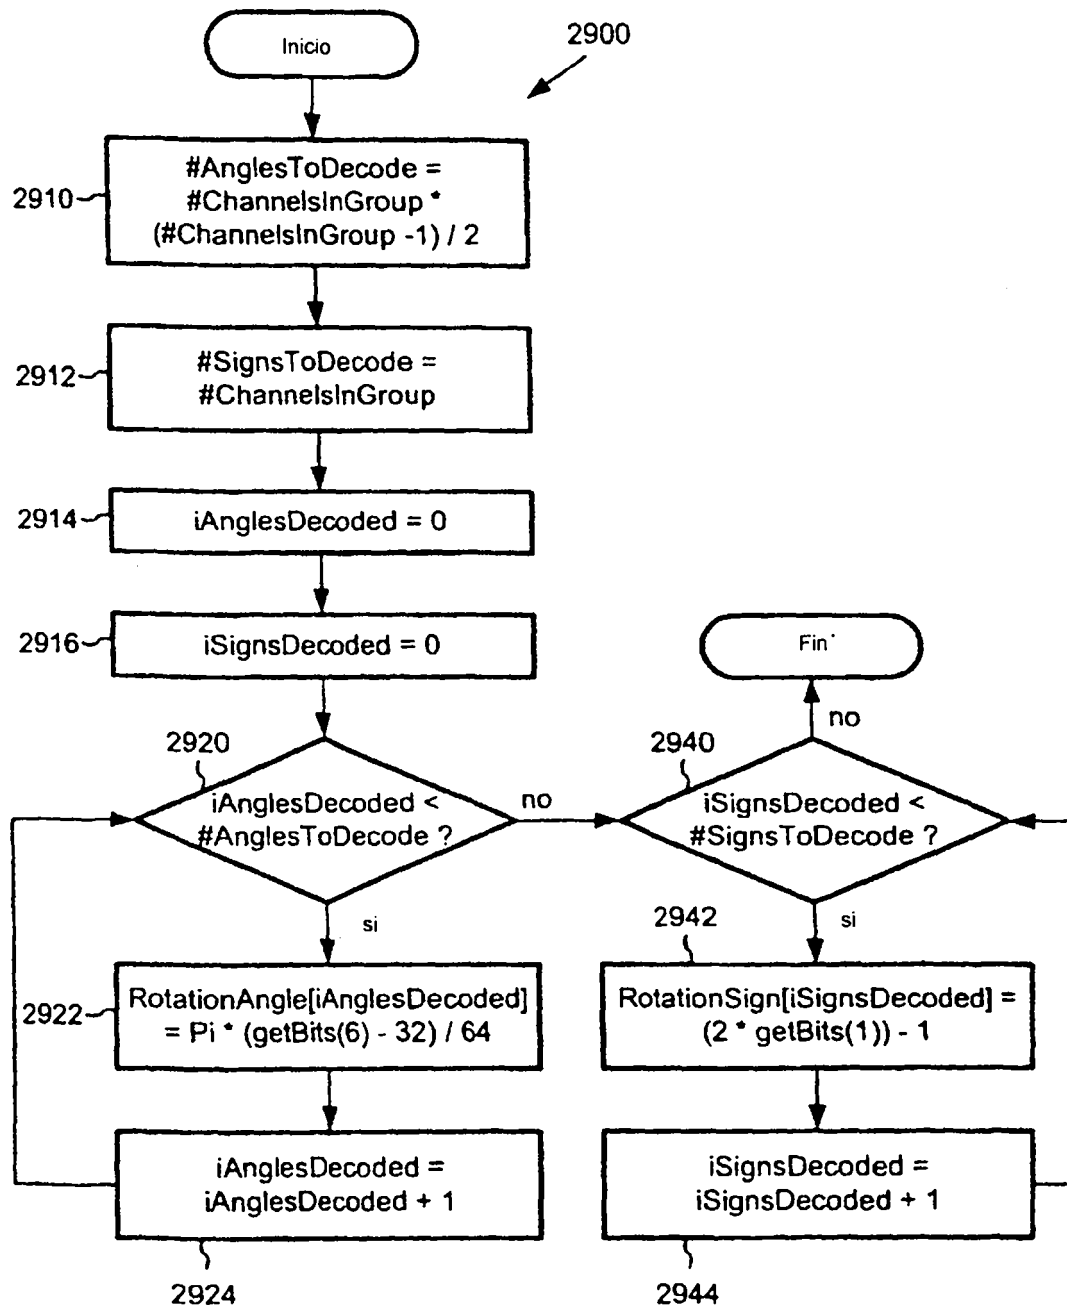 Inicio
2900
2910
#AnglesToDecode =
#ChannelsInGroup *
(#ChannelsInGroup -1) / 2
2912
#SignsToDecode =
#ChannelsInGroup
2914
iAnglesDecoded = 0
2916
iSignsDecoded = 0
Fin
no
2920
iAnglesDecoded <
#AnglesToDecode ?
no
2940
iSignsDecoded <
#SignsToDecode ?
si
2942
si
2922
RotationAngle[iAnglesDecoded]
= Pi * (getBits(6) - 32) / 64
RotationSign[iSignsDecoded] =
(2 * getBits(1)) - 1
iAnglesDecoded =
iAnglesDecoded + 1
iSignsDecoded =
iSignsDecoded + 1
2924
2944